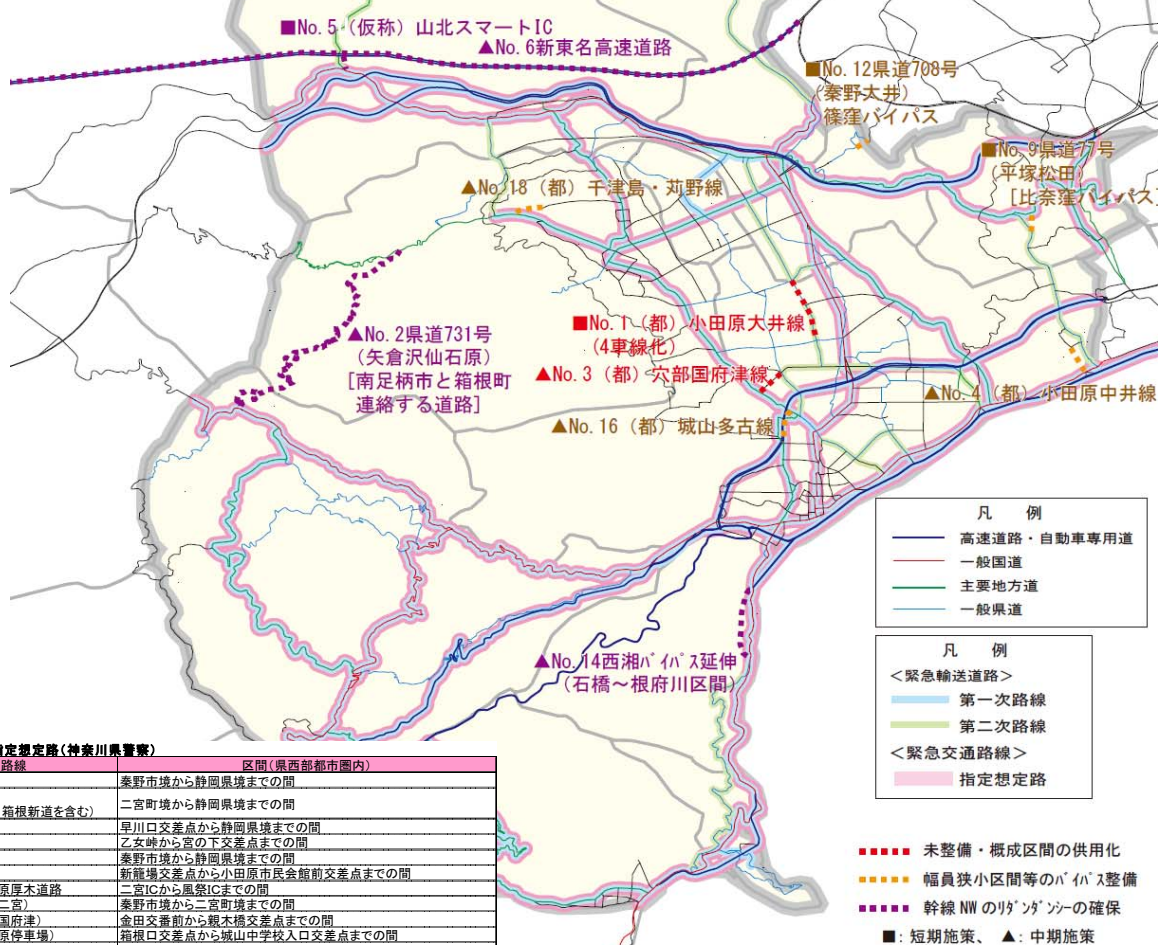 ■No.5（仮称）山北スマートIC
▲No.6新東名高速道路
■No.12県道708号
（秦野大井）
篠窪バイパス
■No.9県道77号
（平塚松田）
［比奈窪バイパス］
▲No.18（都）千津島・苅野線
▲No.2県道731号
（矢倉沢仙石原）
［南足柄市と箱根町
連絡する道路］
■No.1（都）小田原大井線
（4車線化）
▲No.3（都）穴部国府津線
▲No.4（都）小田原中井線
▲No.16（都）城山多古線
▲No.14西湘バイパス延伸
（石橋～根府川区間）
凡　例
高速道路・自動車専用道
一般国道
主要地方道
一般県道
凡　例
＜緊急輸送道路＞
第一次路線
第二次路線
＜緊急交通路線＞
指定想定路
未整備・概成区間の供用化
幅員狭小区間等のバイパス整備
幹線NWのリダンダンシーの確保
■：短期施策、▲：中期施策
指定想定路（神奈川県警察）
路線　区間（県西部都市圏内）
秦野市境から静岡県境までの間
箱根新道を含む）　二宮町境から静岡県境までの間
早川口交差点から静岡県境までの間
乙女峠から宮の下交差点までの間
秦野市境から静岡県境までの間
新籠場交差点から小田原市民会館前交差点までの間
原厚木道路　二宮ICから風祭ICまでの間
二宮）　秦野市境から二宮町境までの間
国府津）　金田交番前から親木橋交差点までの間
原停車場）　箱根口交差点から城山中学校入口交差点までの間